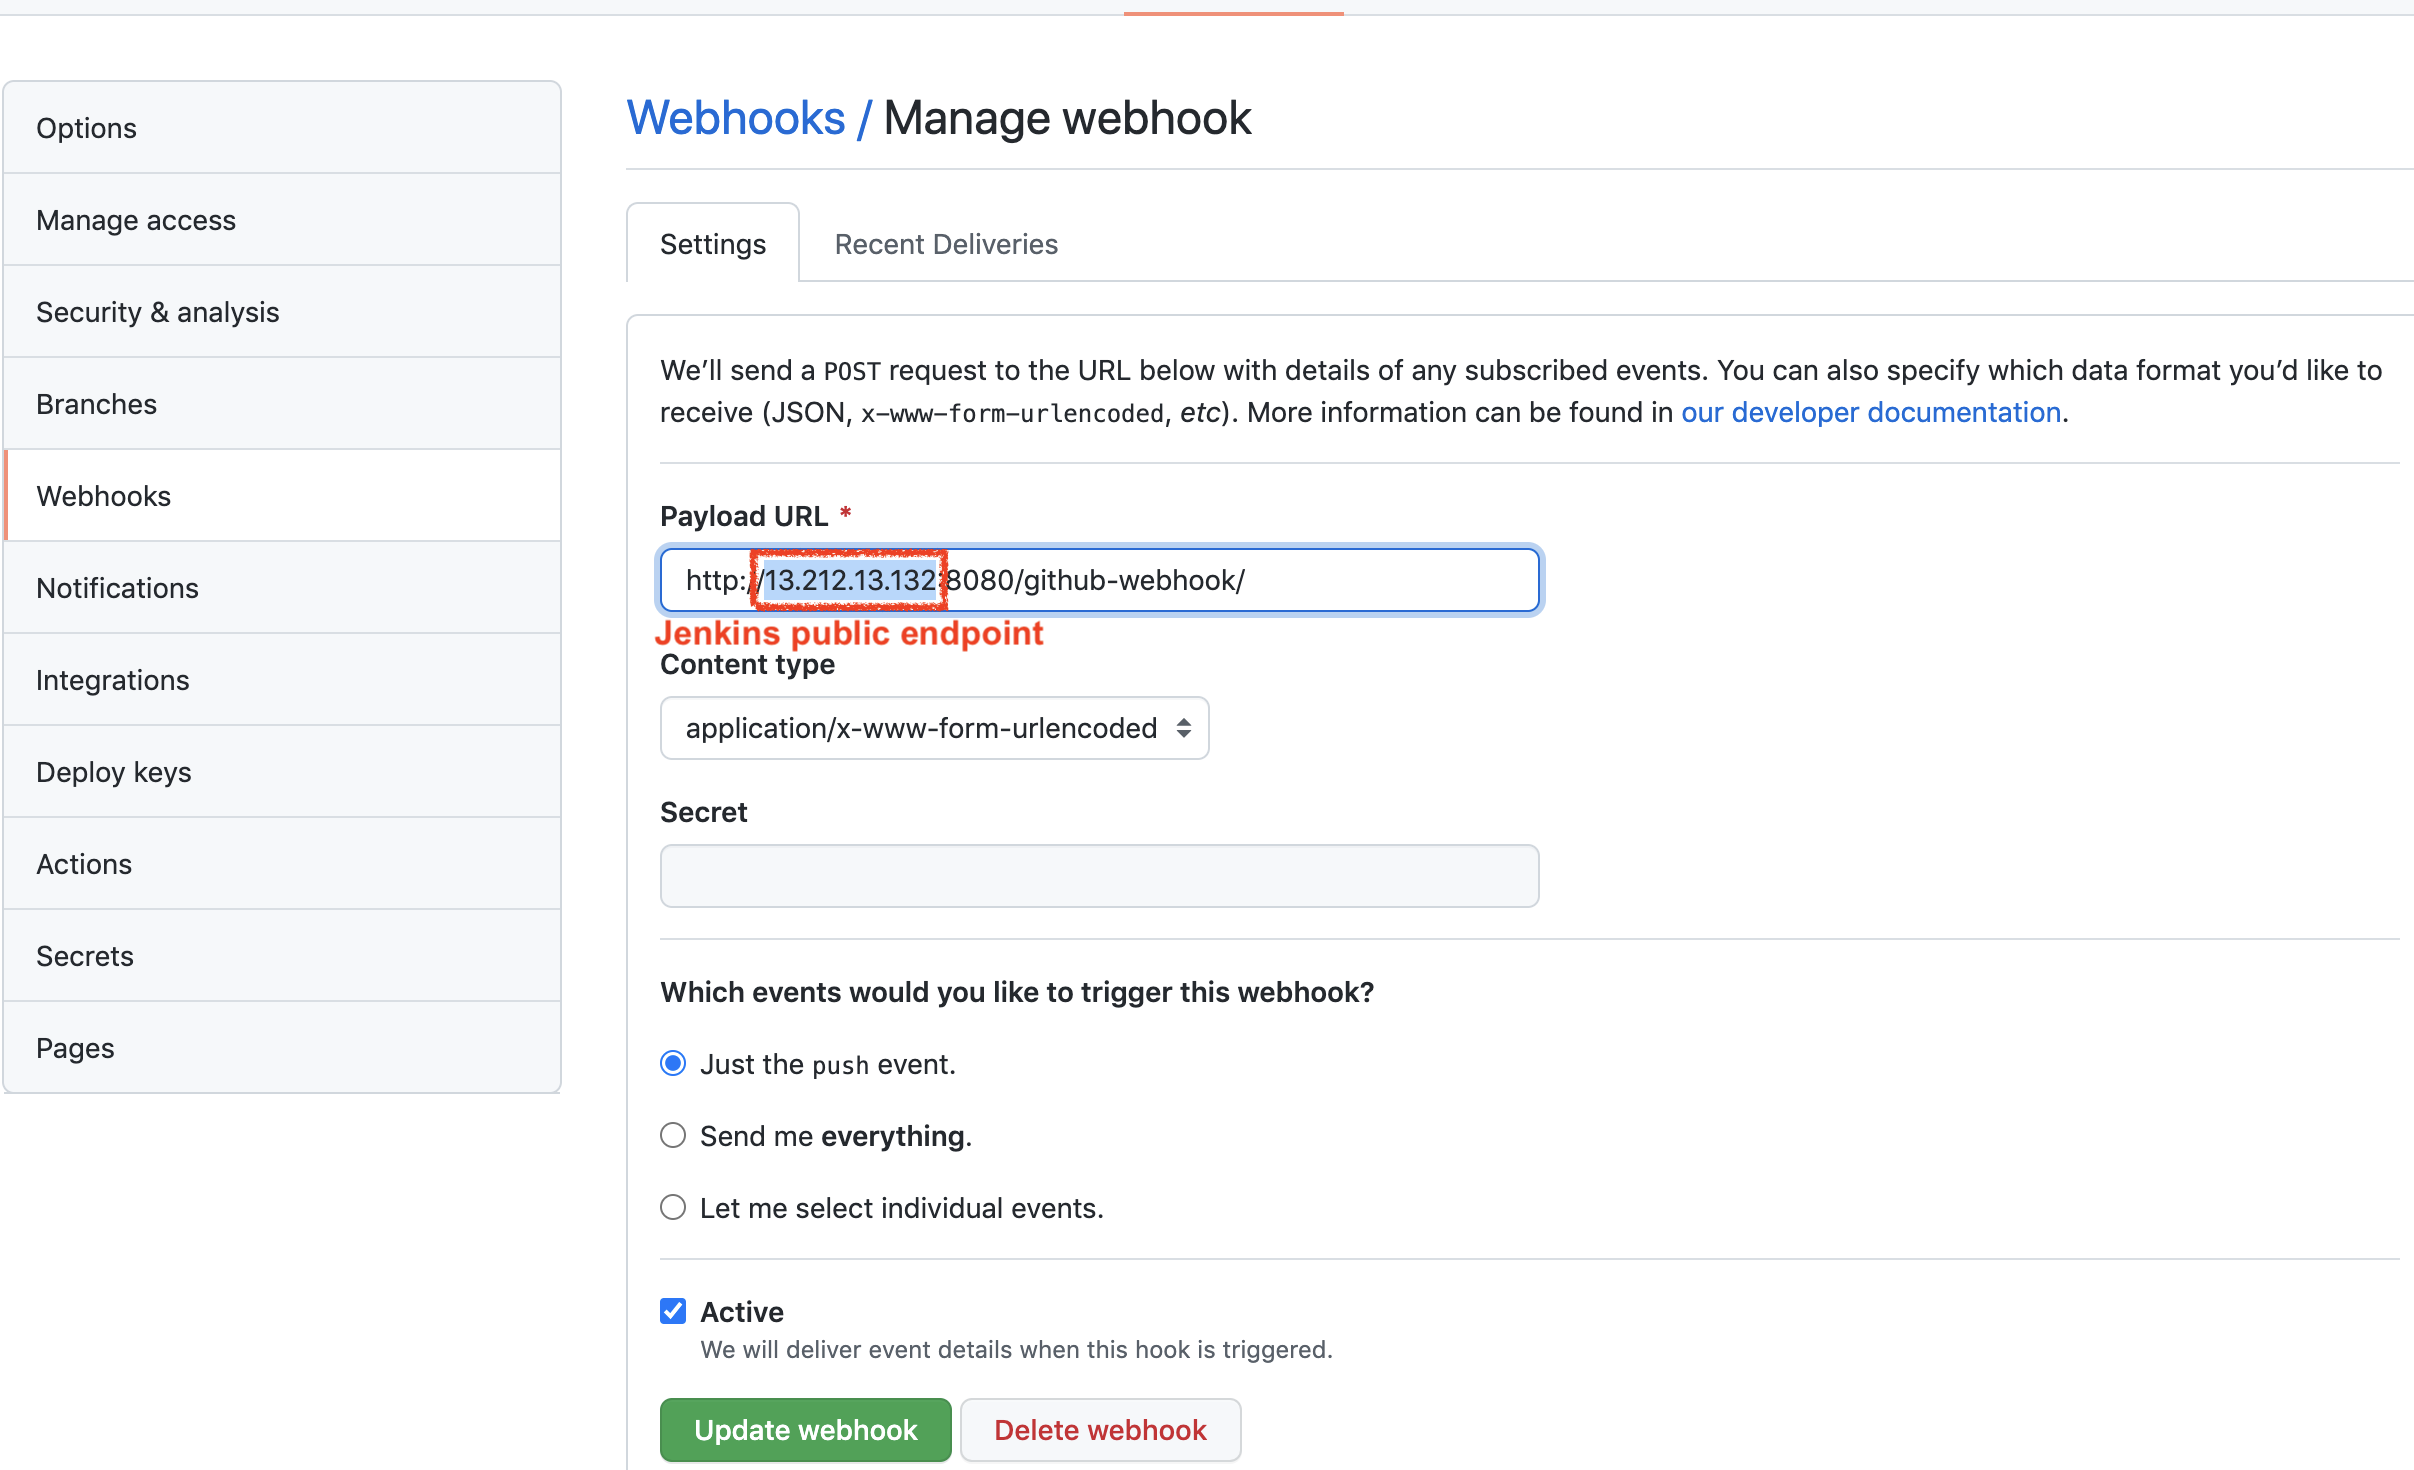 Options
Manage access
Security & analysis
Branches
Webhooks
Notifications
Integrations
Deploy keys
Actions
Secrets
Pages
Webhooks / Manage webhook
Settings
Recent Deliveries
We’ll send a POST request to the URL below with details of any subscribed events. You can also specify which data format you’d like to
receive (JSON, x-www-form-urlencoded, etc). More information can be found in our developer documentation.
Payload URL *
http://13.212.13.132:8080/github-webhook/
Jenkins public endpoint
Content type
application/x-www-form-urlencoded
Secret
Which events would you like to trigger this webhook?
Just the push event.
Send me everything.
Let me select individual events.
Active
We will deliver event details when this hook is triggered.
Update webhook
Delete webhook